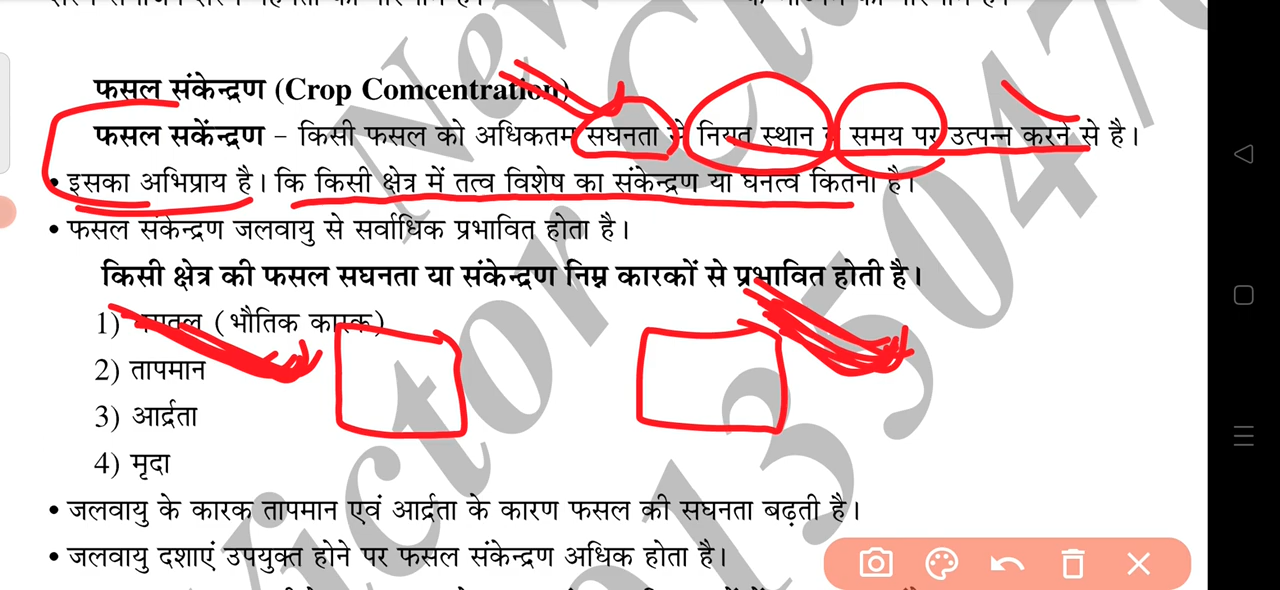 फसल संकेन्द्रण (Crop Comcentration)
फसल सकेंन्द्रण – किसी फसल को अधिकतम सघनता से नियत स्थान व समय पर उत्पन्न करने से है।
• इसका अभिप्राय है। कि किसी क्षेत्र में तत्व विशेष का संकेन्द्रण या घनत्व कितना है।
• फसल संकेन्द्रण जलवायु से सर्वाधिक प्रभावित होता है।
किसी क्षेत्र की फसल सघनता या संकेन्द्रण निम्न कारकों से प्रभावित होती है।
1) (भौतिक कारक)
2) तापमान
3) आर्द्रता
4) मृदा
• जलवायु के कारक तापमान एवं आर्द्रता के कारण फसल की सघनता बढ़ती है।
• जलवायु दशाएं उपयुक्त होने पर फसल संकेन्द्रण अधिक होता है।